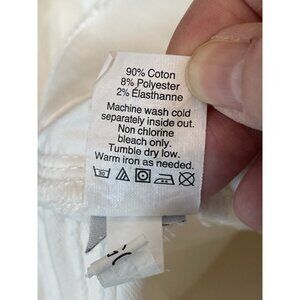 90% Coton
8% Polyester
2% Élasthanne
Machine wash cold
separately inside out.
Non chlorine
bleach only.
Tumble dry low.
Warm iron as needed.